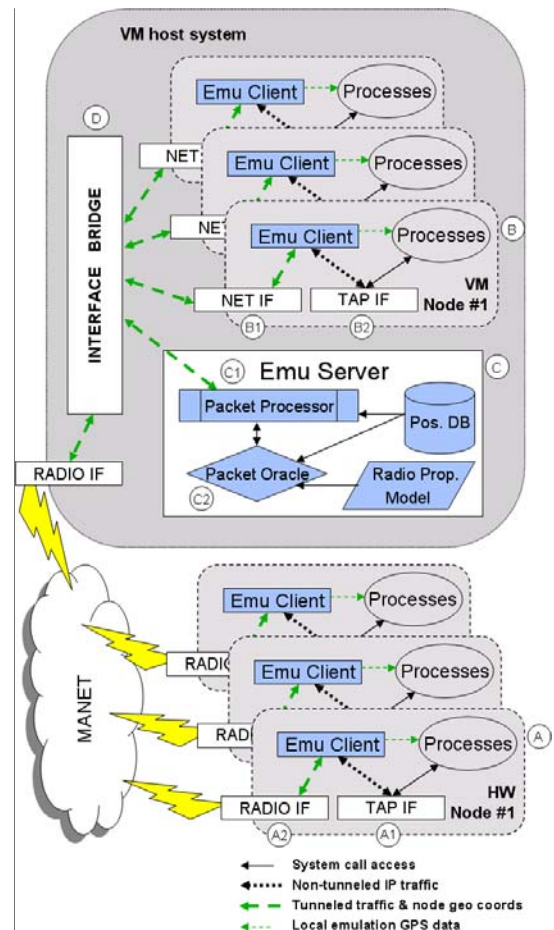 VM host system
Emu Client
Processes
D
NET
Emu Client
Processes
NET
Emu Client
Processes
B
INTERFACE BRIDGE
VM
Node #1
NET IF
TAP IF
B1
B2
C1
Emu Server
C
Packet Processor
Pos. DB
Packet Oracle
Radio Prop.
Model
C2
RADIO IF
Emu Client
Processes
RADI
Emu Client
Processes
RADI
Emu Client
Processes
A
MANET
HW
Node #1
RADIO IF
TAP IF
A2
A1
System call access
Non-tunneled IP traffic
Tunneled traffic & node geo coords
Local emulation GPS data